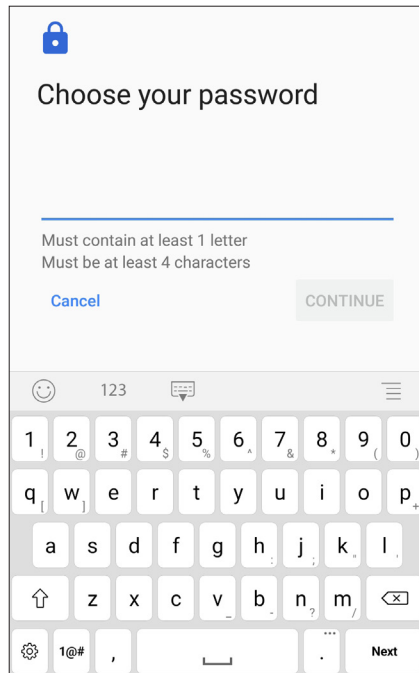 Choose your password
Must contain at least 1 letter
Must be at least 4 characters
Cancel CONTINUE
123
1 ! 2 @ 3 # 4 $ 5 % 6 ^ 7 & 8 * 9 ( 0 )
q [ w ] e r t y u i o p +
a s d f g h : j ; k " l '
z x c v _ b - n ? m /
1@# , ... . Next